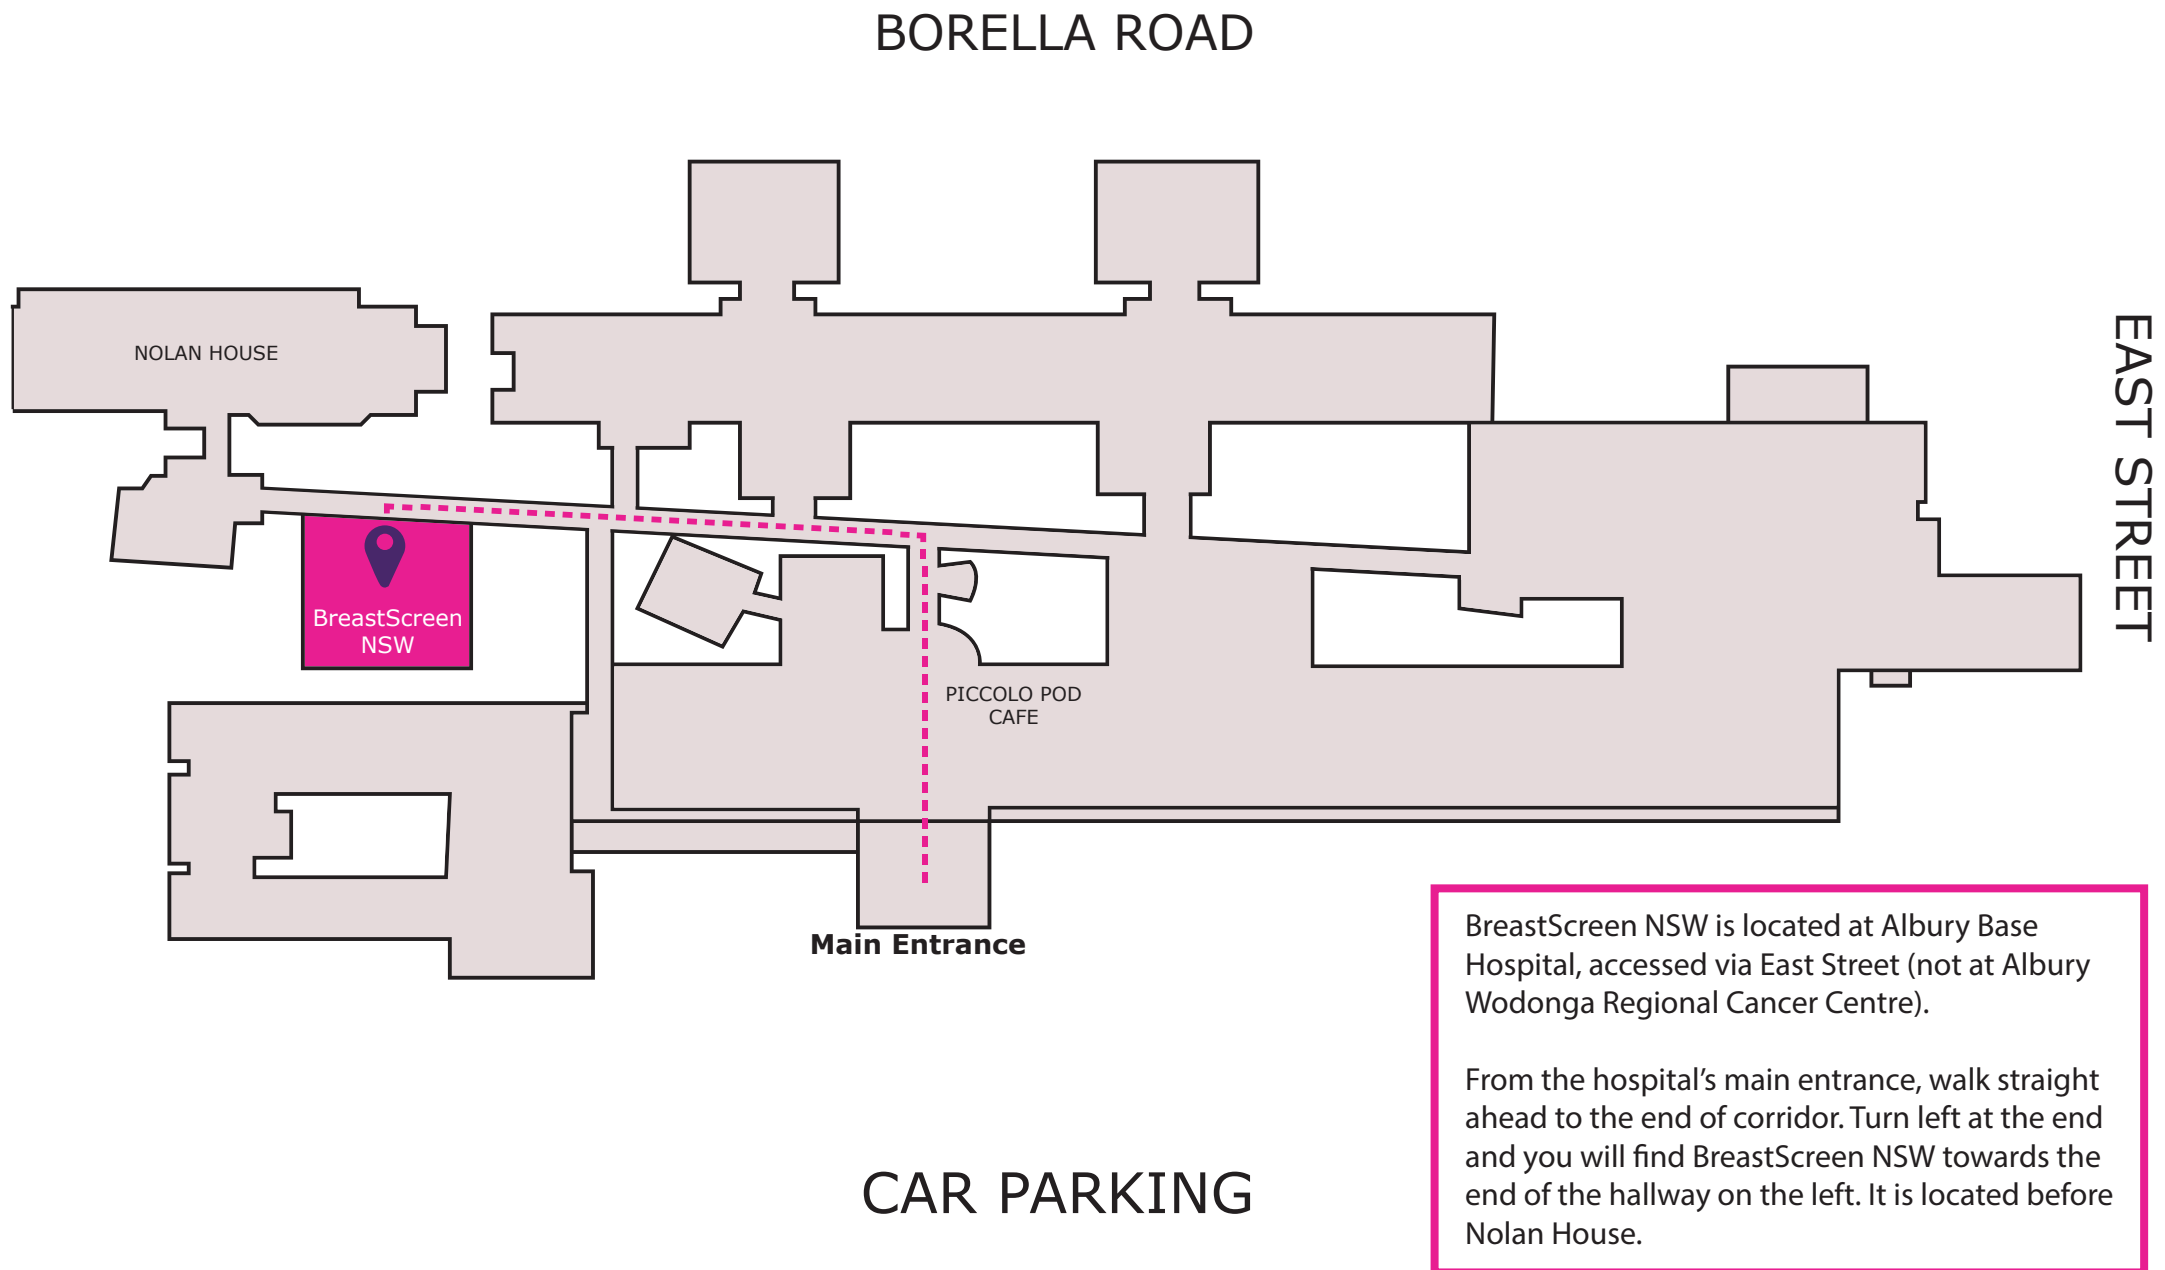 BORELLA ROAD
NOLAN HOUSE
EAST STREET
BreastScreen
NSW
PICCOLO POD
CAFE
Main Entrance
BreastScreen NSW is located at Albury Base
Hospital, accessed via East Street (not at Albury
Wodonga Regional Cancer Centre).
From the hospital’s main entrance, walk straight
ahead to the end of corridor. Turn left at the end
and you will find BreastScreen NSW towards the
end of the hallway on the left. It is located before
Nolan House.
CAR PARKING